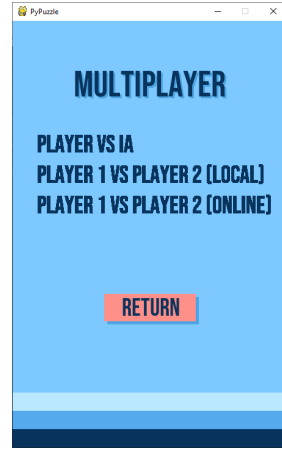 PyPuzzle
MULTIPLAYER
PLAYER VS IA
PLAYER 1 VS PLAYER 2 (LOCAL)
PLAYER 1 VS PLAYER 2 (ONLINE)
RETURN